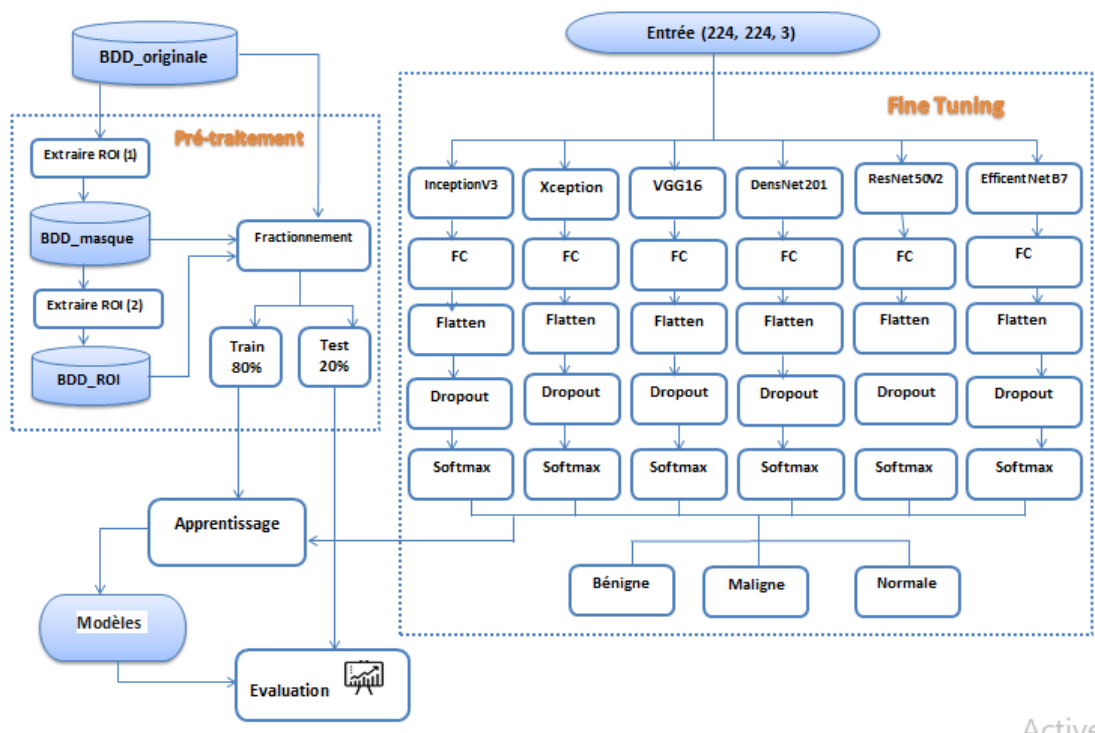 BDD_originale
Pré-traitement
Extraire ROI (1)
BDD_masque
Extraire ROI (2)
BDD_ROI
Fractionnement
Train
80%
Test
20%
Apprentissage
Modèles
Evaluation
Entrée (224, 224, 3)
Fine Tuning
InceptionV3
Xception
VGG16
DensNet201
ResNet50V2
EfficentNetB7
FC
FC
FC
FC
FC
FC
Flatten
Flatten
Flatten
Flatten
Flatten
Flatten
Dropout
Dropout
Dropout
Dropout
Dropout
Dropout
Softmax
Softmax
Softmax
Softmax
Softmax
Softmax
Bénigne
Maligne
Normale
Active